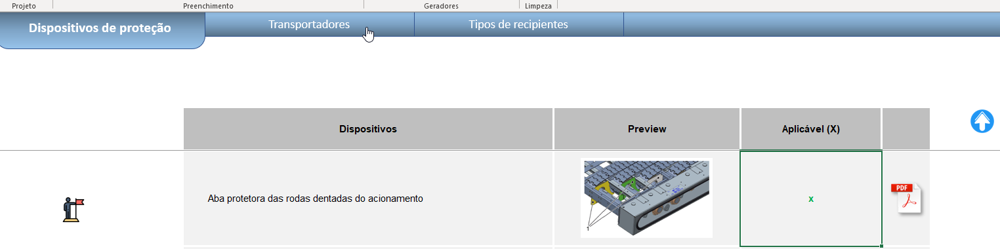 Projeto
Preenchimento
Geradores
Limpeza
Dispositivos de proteção
Transportadores
Tipos de recipientes
Dispositivos
Preview
Aplicável (X)
Aba protetora das rodas dentadas do acionamento
1
x
PDF